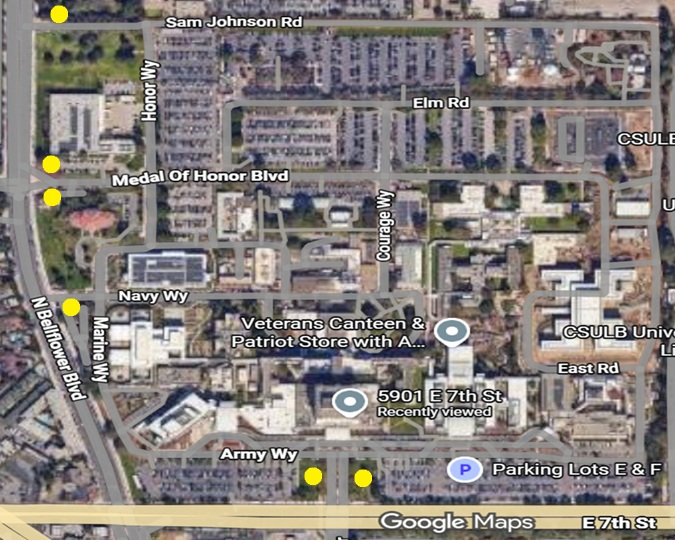 Sam Johnson Rd
Honor Wy
Elm Rd
CSULB
Medal Of Honor Blvd
U
Courage Wy
Navy Wy
N Bellflower Blvd
Marine Wy
Veterans Canteen &
Patriot Store with A...
CSULB Unive
Li
East Rd
5901 E 7th St
Recently viewed
Army Wy
P Parking Lots E & F
Google Maps
E 7th St